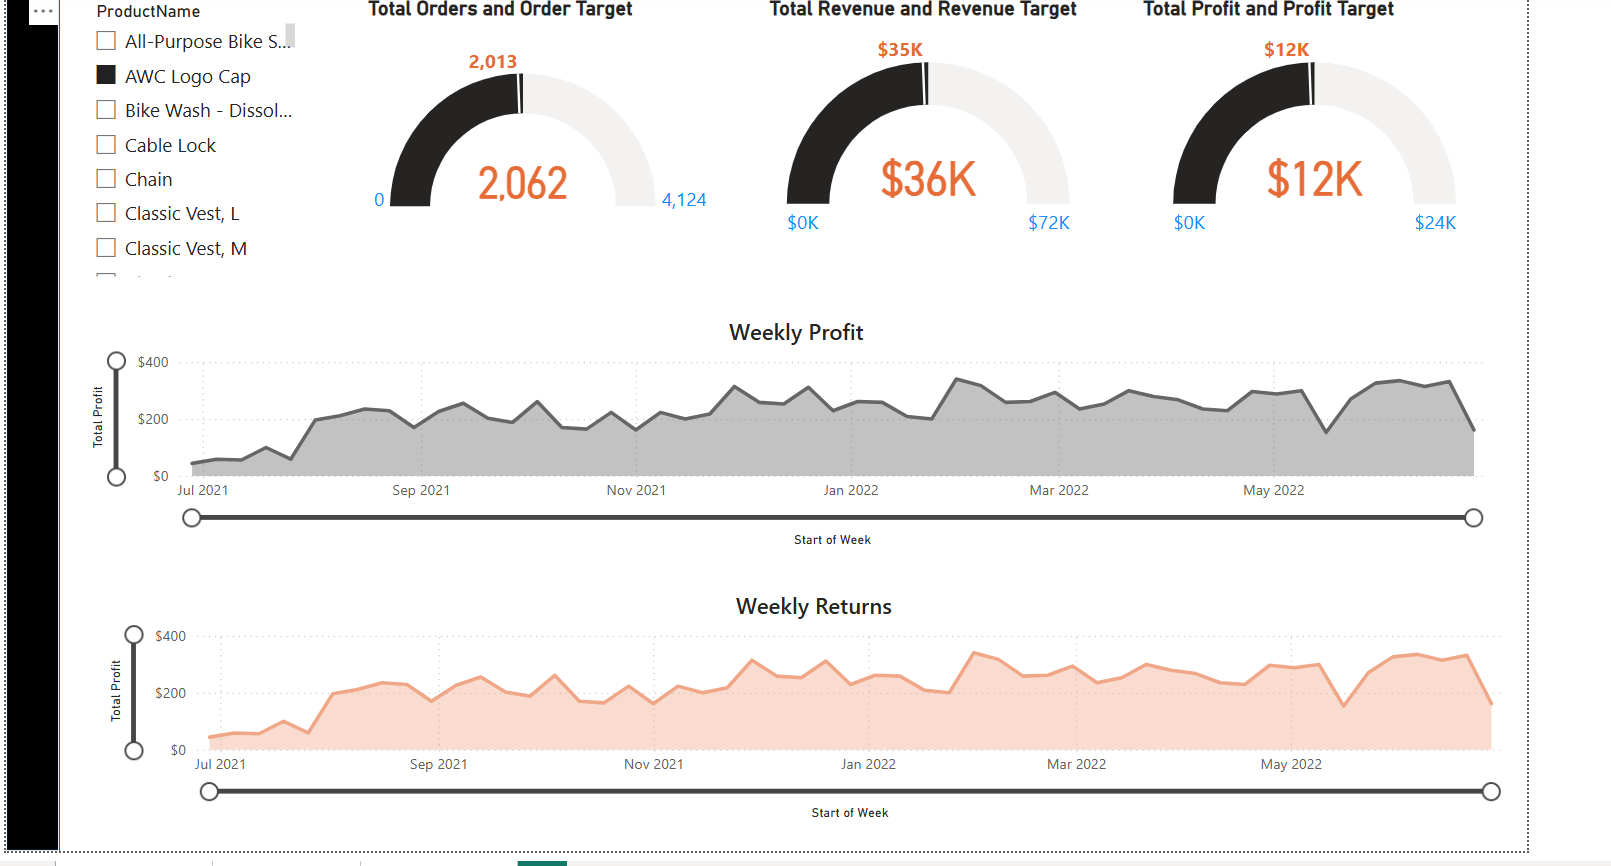 ProductName
All-Purpose Bike S...
AWC Logo Cap
Bike Wash - Dissol...
Cable Lock
Chain
Classic Vest, L
Classic Vest, M
Total Orders and Order Target
2,013
2,062
0
4,124
Total Revenue and Revenue Target
$35K
$36K
$0K
$72K
Total Profit and Profit Target
$12K
$12K
$0K
$24K
Weekly Profit
Total Profit
$400
$200
$0
Jul 2021 Sep 2021 Nov 2021 Jan 2022 Mar 2022 May 2022
Start of Week
Weekly Returns
Total Profit
$400
$200
$0
Jul 2021 Sep 2021 Nov 2021 Jan 2022 Mar 2022 May 2022
Start of Week